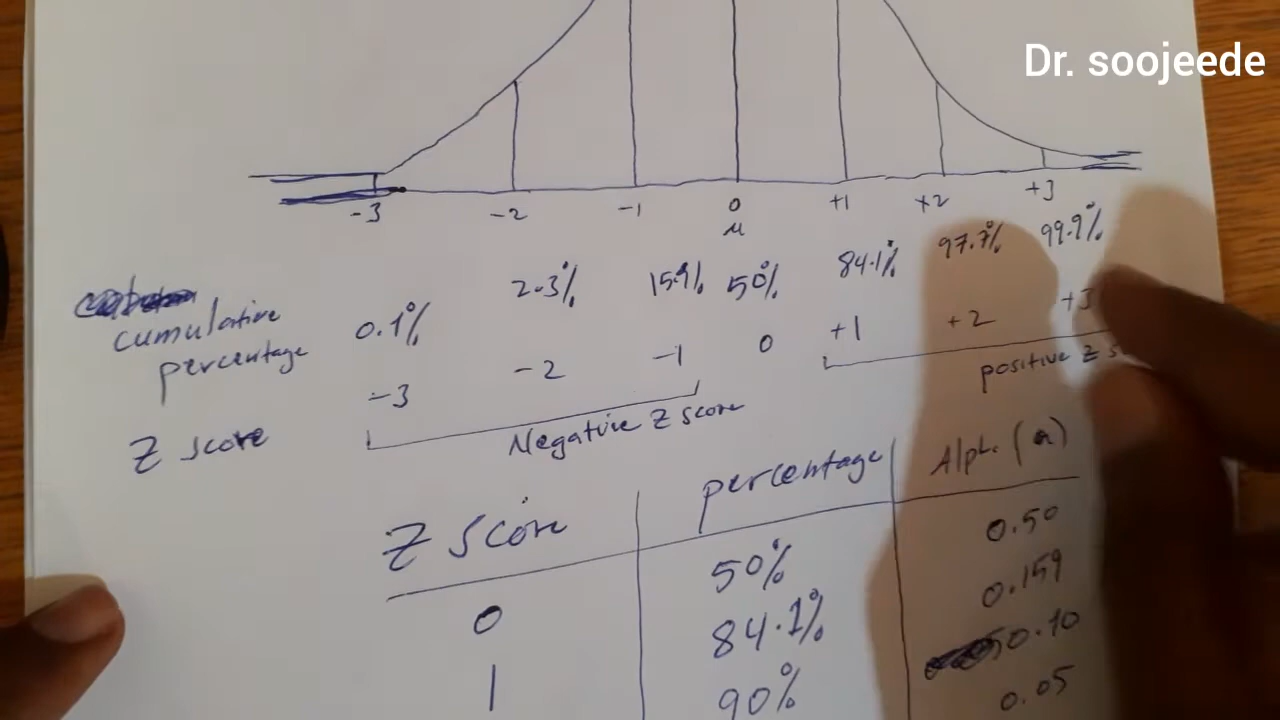 Dr. soojeede
-3 -2 -1 0 +1 +2 +3
μ
cumulative percentage 0.1% 2.3% 15.9% 50% 84.1% 97.7% 99.9%
Z score -3 -2 -1 0 +1 +2 +3
Negative Z score positive Z
Z score percentage Alph. (α)
0 50% 0.50
1 84.1% 0.159
90% 0.10
0.05